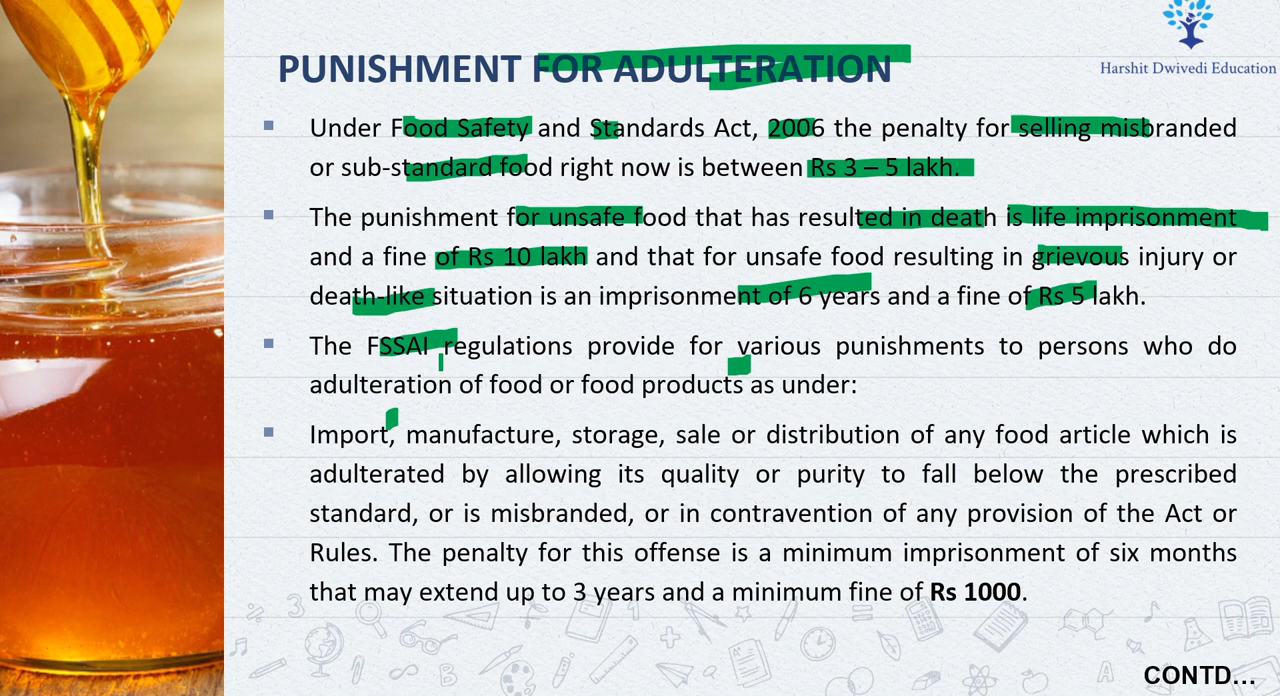 Harshit Dwivedi Education
PUNISHMENT FOR ADULTERATION
▪ Under Food Safety and Standards Act, 2006 the penalty for selling misbranded
or sub-standard food right now is between Rs 3 – 5 lakh.
▪ The punishment for unsafe food that has resulted in death is life imprisonment
and a fine of Rs 10 lakh and that for unsafe food resulting in grievous injury or
death-like situation is an imprisonment of 6 years and a fine of Rs 5 lakh.
▪ The FSSAI regulations provide for various punishments to persons who do
adulteration of food or food products as under:
▪ Import, manufacture, storage, sale or distribution of any food article which is
adulterated by allowing its quality or purity to fall below the prescribed
standard, or is misbranded, or in contravention of any provision of the Act or
Rules. The penalty for this offense is a minimum imprisonment of six months
that may extend up to 3 years and a minimum fine of Rs 1000.
CONTD...